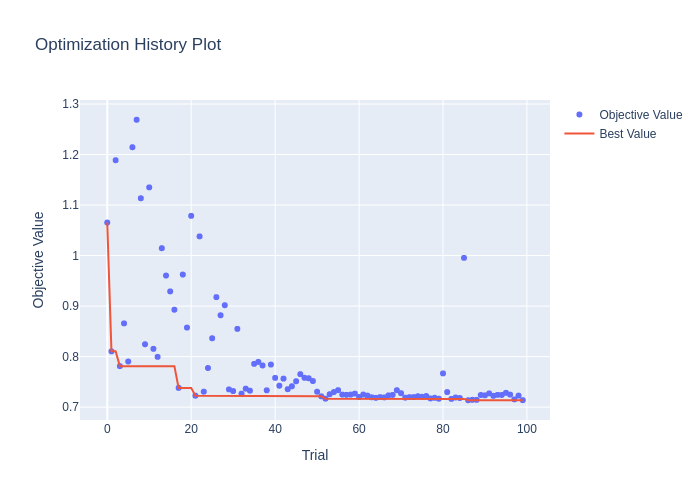 Optimization History Plot
1.3
1.2
1.1
1
0.9
0.8
0.7
Objective Value
0
20
40
60
80
100
Trial
Objective Value
Best Value